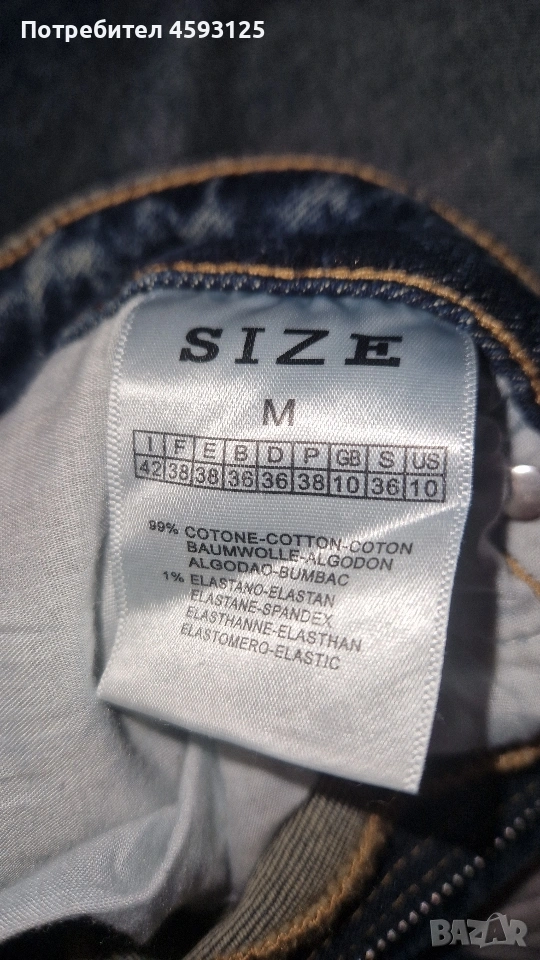 Потребител 4593125
SIZE
M
I F E B D P GB S US
42 38 38 36 36 38 10 36 10
99% COTONE-COTTON-COTON
BAUMWOLLE-ALGODON
ALGODAO-BUMBAC
1% ELASTANO-ELASTAN
ELASTANE-SPANDEX
ELASTHANNE-ELASTHAN
ELASTOMERO-ELASTIC
BAZAR